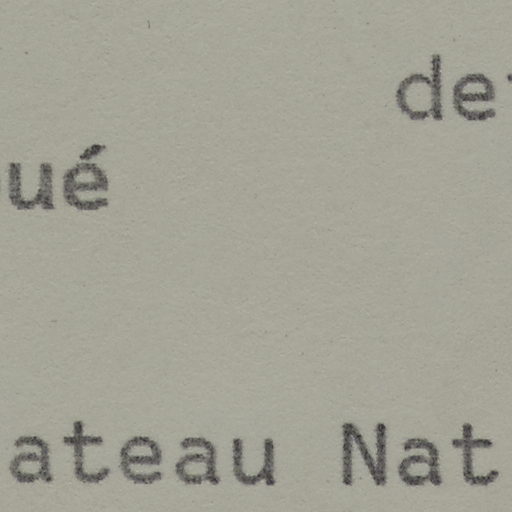 de
ué
ateau Nat